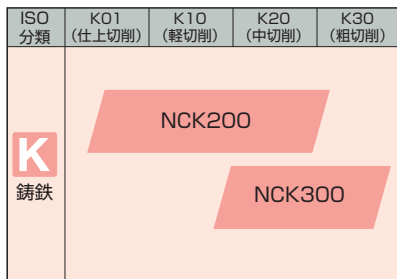 ISO
分類
K01
(仕上切削)
K10
(軽切削)
K20
(中切削)
K30
(粗切削)
K
鋳鉄
NCK200
NCK300